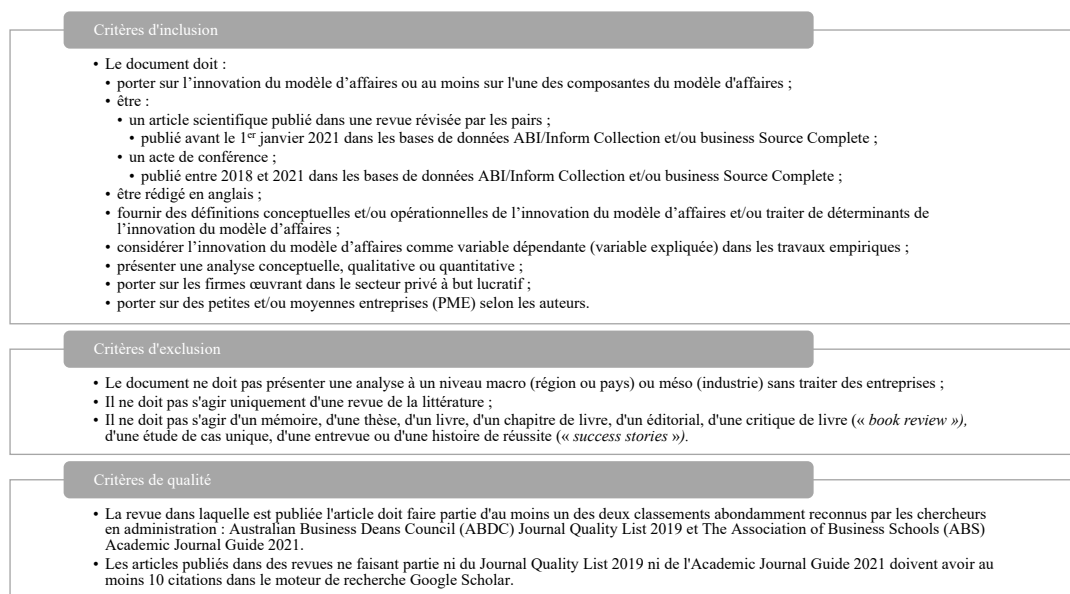 Critères d'inclusion
• Le document doit :
• porter sur l’innovation du modèle d’affaires ou au moins sur l'une des composantes du modèle d'affaires ;
• être :
• un article scientifique publié dans une revue révisée par les pairs ;
• publié avant le 1er janvier 2021 dans les bases de données ABI/Inform Collection et/ou business Source Complete ;
• un acte de conférence ;
• publié entre 2018 et 2021 dans les bases de données ABI/Inform Collection et/ou business Source Complete ;
• être rédigé en anglais ;
• fournir des définitions conceptuelles et/ou opérationnelles de l’innovation du modèle d’affaires et/ou traiter de déterminants de
l’innovation du modèle d’affaires ;
• considérer l’innovation du modèle d’affaires comme variable dépendante (variable expliquée) dans les travaux empiriques ;
• présenter une analyse conceptuelle, qualitative ou quantitative ;
• porter sur les firmes œuvrant dans le secteur privé à but lucratif ;
• porter sur des petites et/ou moyennes entreprises (PME) selon les auteurs.
Critères d'exclusion
• Le document ne doit pas présenter une analyse à un niveau macro (région ou pays) ou méso (industrie) sans traiter des entreprises ;
• Il ne doit pas s'agir uniquement d'une revue de la littérature ;
• Il ne doit pas s'agir d'un mémoire, d'une thèse, d'un livre, d'un chapitre de livre, d'un éditorial, d'une critique de livre (« book review »),
d'une étude de cas unique, d'une entrevue ou d'une histoire de réussite (« success stories »).
Critères de qualité
• La revue dans laquelle est publiée l'article doit faire partie d'au moins un des deux classements abondamment reconnus par les chercheurs
en administration : Australian Business Deans Council (ABDC) Journal Quality List 2019 et The Association of Business Schools (ABS)
Academic Journal Guide 2021.
• Les articles publiés dans des revues ne faisant partie ni du Journal Quality List 2019 ni de l'Academic Journal Guide 2021 doivent avoir au
moins 10 citations dans le moteur de recherche Google Scholar.